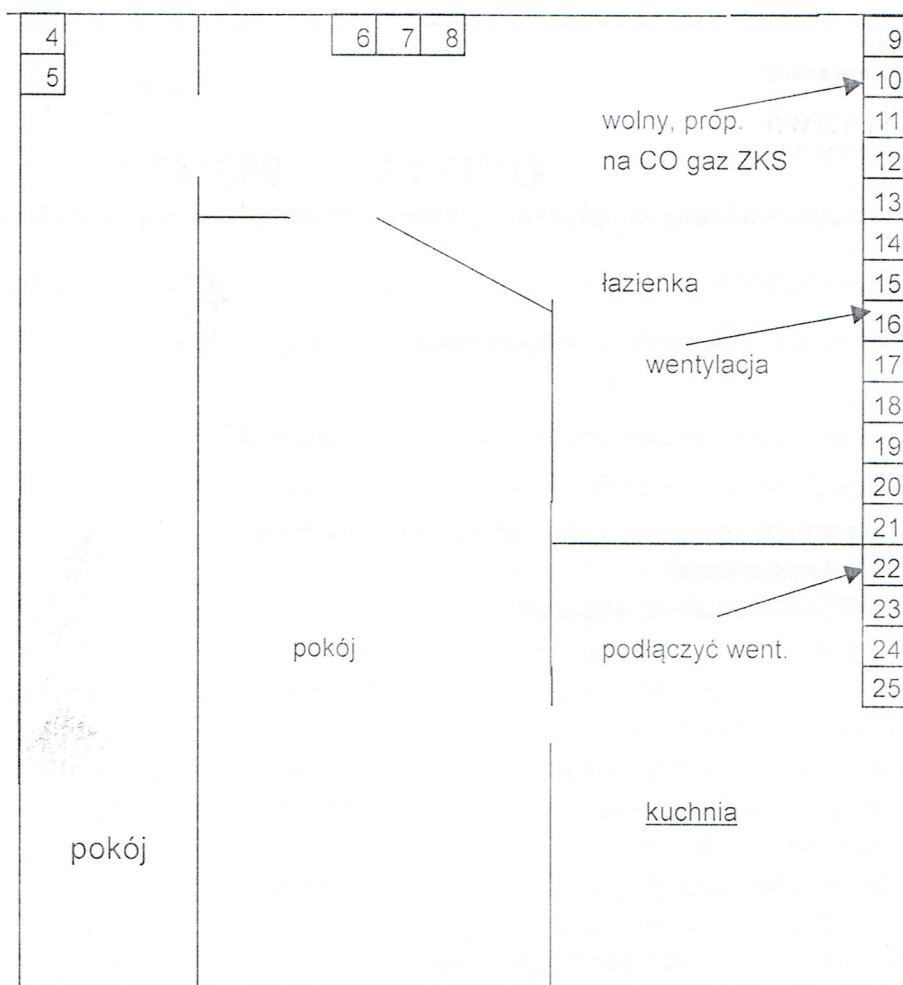 4
6 7 8
9
5
10
wolny, prop.
11
na CO gaz ZKS
12
13
14
łazienka
15
16
wentylacja
17
18
19
20
21
22
23
pokój
podłączyć went.
24
25
kuchnia
pokój